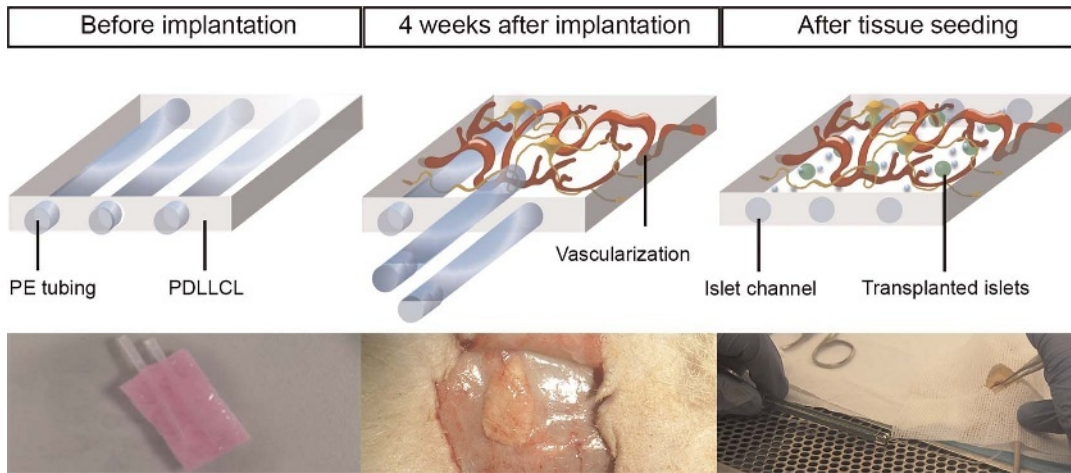 Before implantation
4 weeks after implantation
After tissue seeding
PE tubing
PDLLCL
Vascularization
Islet channel
Transplanted islets